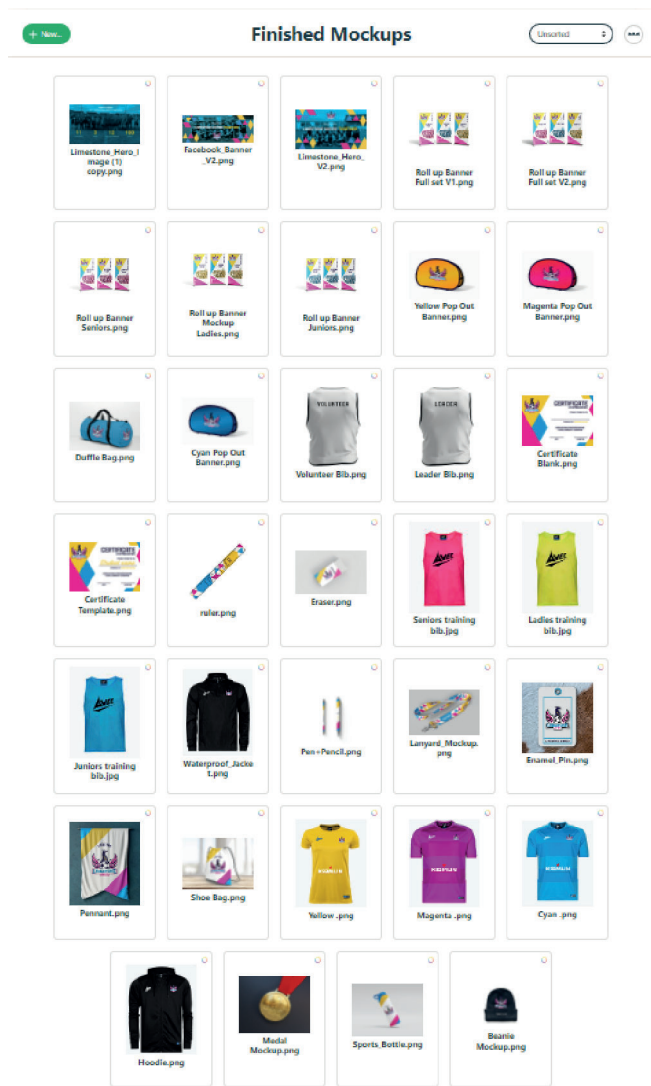 + New...
Finished Mockups
Unsorted
Limestone_Hero_I
mage (1)
copy.png
Facebook_Banner
_V2.png
Limestone_Hero_
V2.png
Roll up Banner
Full set V1.png
Roll up Banner
Full set V2.png
Roll up Banner
Seniors.png
Roll up Banner
Mockup
Ladies.png
Roll up Banner
Juniors.png
Yellow Pop Out
Banner.png
Magenta Pop Out
Banner.png
Duffle Bag.png
Cyan Pop Out
Banner.png
VOLUNTEER
Volunteer Bib.png
LEADER
Leader Bib.png
CERTIFICATE
Certificate
Blank.png
CERTIFICATE
Certificate
Template.png
ruler.png
Eraser.png
Seniors training
bib.jpg
Ladies training
bib.jpg
Juniors training
bib.jpg
Waterproof_Jacke
t.png
Pen+Pencil.png
Lanyard_Mockup.
png
Enamel_Pin.png
Pennant.png
Shoe Bag.png
Yellow .png
Magenta .png
Cyan .png
Hoodie.png
Medal
Mockup.png
Sports_Bottle.png
Beanie
Mockup.png